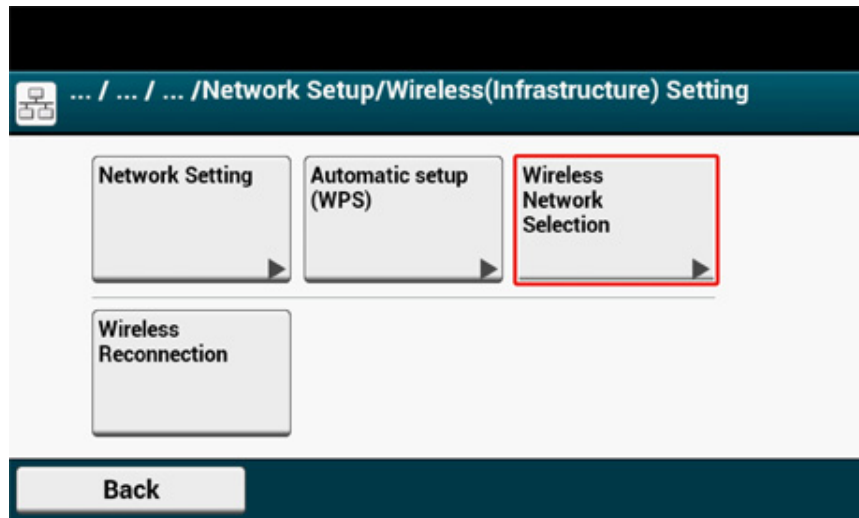 ... / ... / ... /Network Setup/Wireless(Infrastructure) Setting
Network Setting
Automatic setup
(WPS)
Wireless
Network
Selection
Wireless
Reconnection
Back